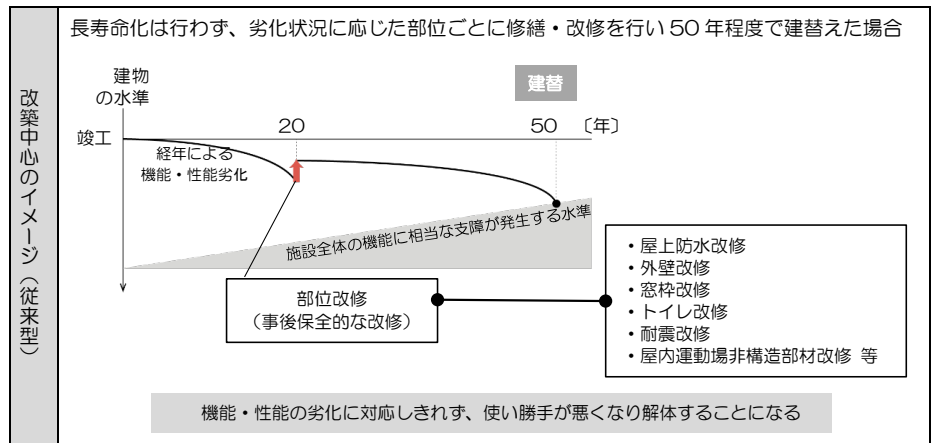 改築中心のイメージ（従来型）
長寿命化は行わず、劣化状況に応じた部位ごとに修繕・改修を行い 50 年程度で建替えた場合
建物
の水準
建替
竣工
20
50
〔年〕
経年による
機能・性能劣化
施設全体の機能に相当な支障が発生する水準
部位改修
（事後保全的な改修）
・屋上防水改修
・外壁改修
・窓枠改修
・トイレ改修
・耐震改修
・屋内運動場非構造部材改修 等
機能・性能の劣化に対応しきれず、使い勝手が悪くなり解体することになる